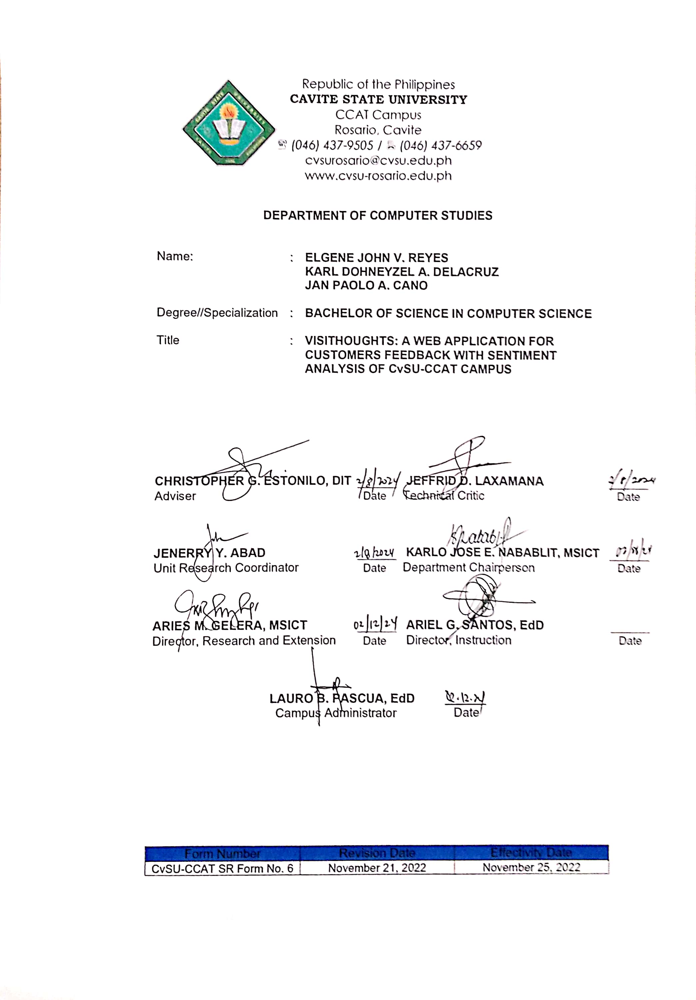 Republic of the Philippines
CAVITE STATE UNIVERSITY
CCAT Campus
Rosario, Cavite
(046) 437-9505 / (046) 437-6659
cvsurosario@cvsu.edu.ph
www.cvsu-rosario.edu.ph
DEPARTMENT OF COMPUTER STUDIES
Name: : ELGENE JOHN V. REYES
KARL DOHNEYZEL A. DELACRUZ
JAN PAOLO A. CANO
Degree//Specialization : BACHELOR OF SCIENCE IN COMPUTER SCIENCE
Title : VISITHOUGHTS: A WEB APPLICATION FOR
CUSTOMERS FEEDBACK WITH SENTIMENT
ANALYSIS OF CvSU-CCAT CAMPUS
CHRISTOPHER G. ESTONILO, DIT 2/8/2024 JEFFRID D. LAXAMANA 2/8/2024
Adviser Date Technical Critic Date
JENERRY Y. ABAD 2/8/2024 KARLO JOSE E. NABABLIT, MSICT
Unit Research Coordinator Date Department Chairperson Date
ARIES M. GELERA, MSICT 02/12/24 ARIEL G. SANTOS, EdD
Director, Research and Extension Date Director, Instruction Date
LAURO B. PASCUA, EdD 02.12.24
Campus Administrator Date
Form Number Revision Date Effectivity Date
CvSU-CCAT SR Form No. 6 November 21, 2022 November 25, 2022